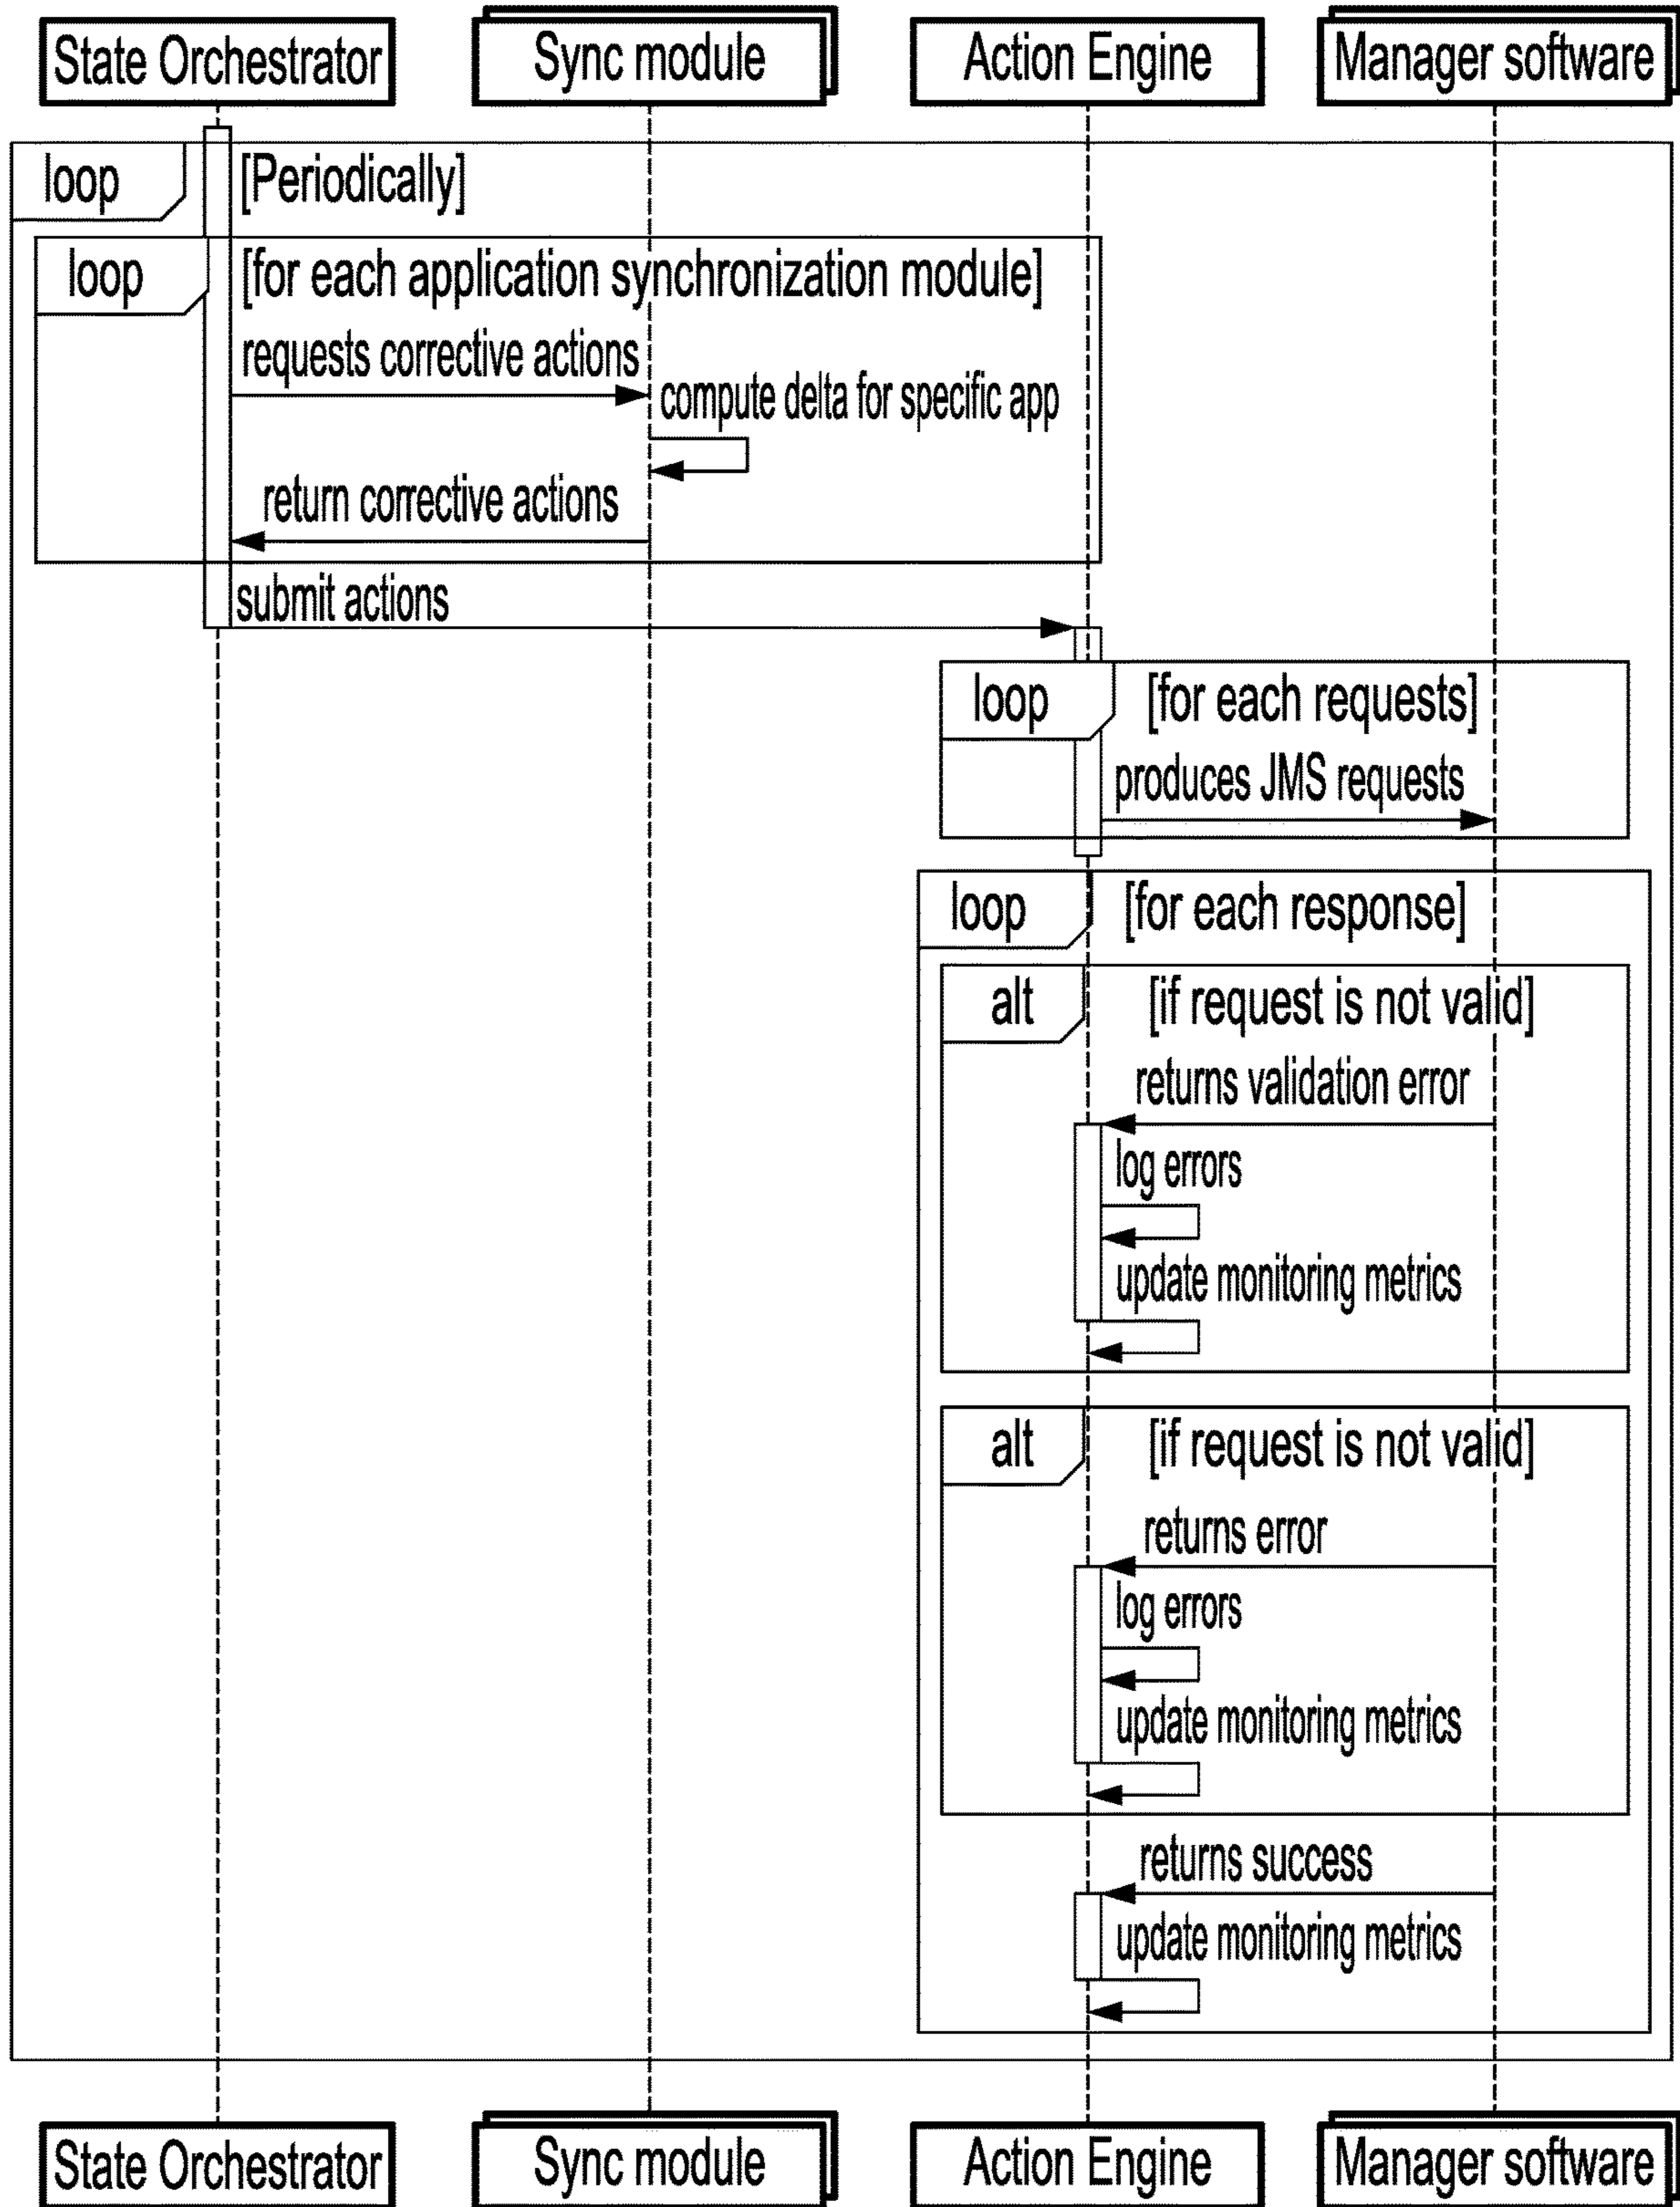 State Orchestrator
Sync module
Action Engine
Manager software
loop
[Periodically]
loop
[for each application synchronization module]
requests corrective actions
compute delta for specific app
return corrective actions
submit actions
loop
[for each requests]
produces JMS requests
loop
[for each response]
alt
[if request is not valid]
returns validation error
log errors
update monitoring metrics
alt
[if request is not valid]
returns error
log errors
update monitoring metrics
returns success
update monitoring metrics
State Orchestrator
Sync module
Action Engine
Manager software